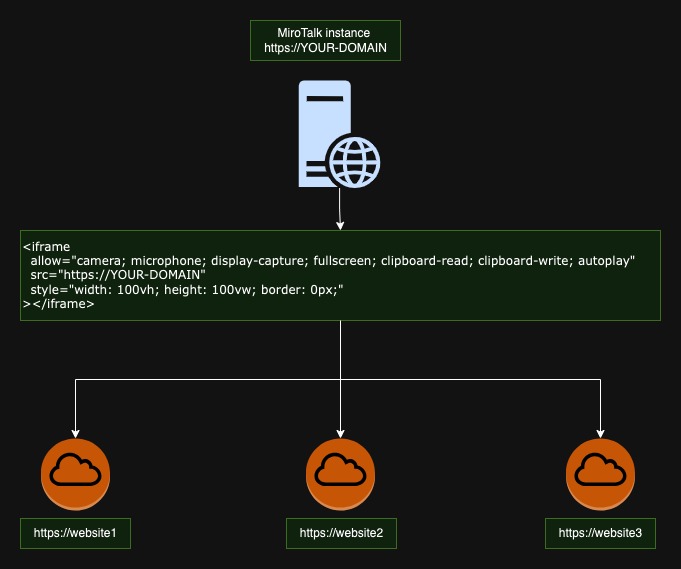 MiroTalk instance
https://YOUR-DOMAIN
<iframe
allow="camera; microphone; display-capture; fullscreen; clipboard-read; clipboard-write; autoplay"
src="https://YOUR-DOMAIN"
style="width: 100vh; height: 100vw; border: 0px;"
></iframe>
https://website1
https://website2
https://website3